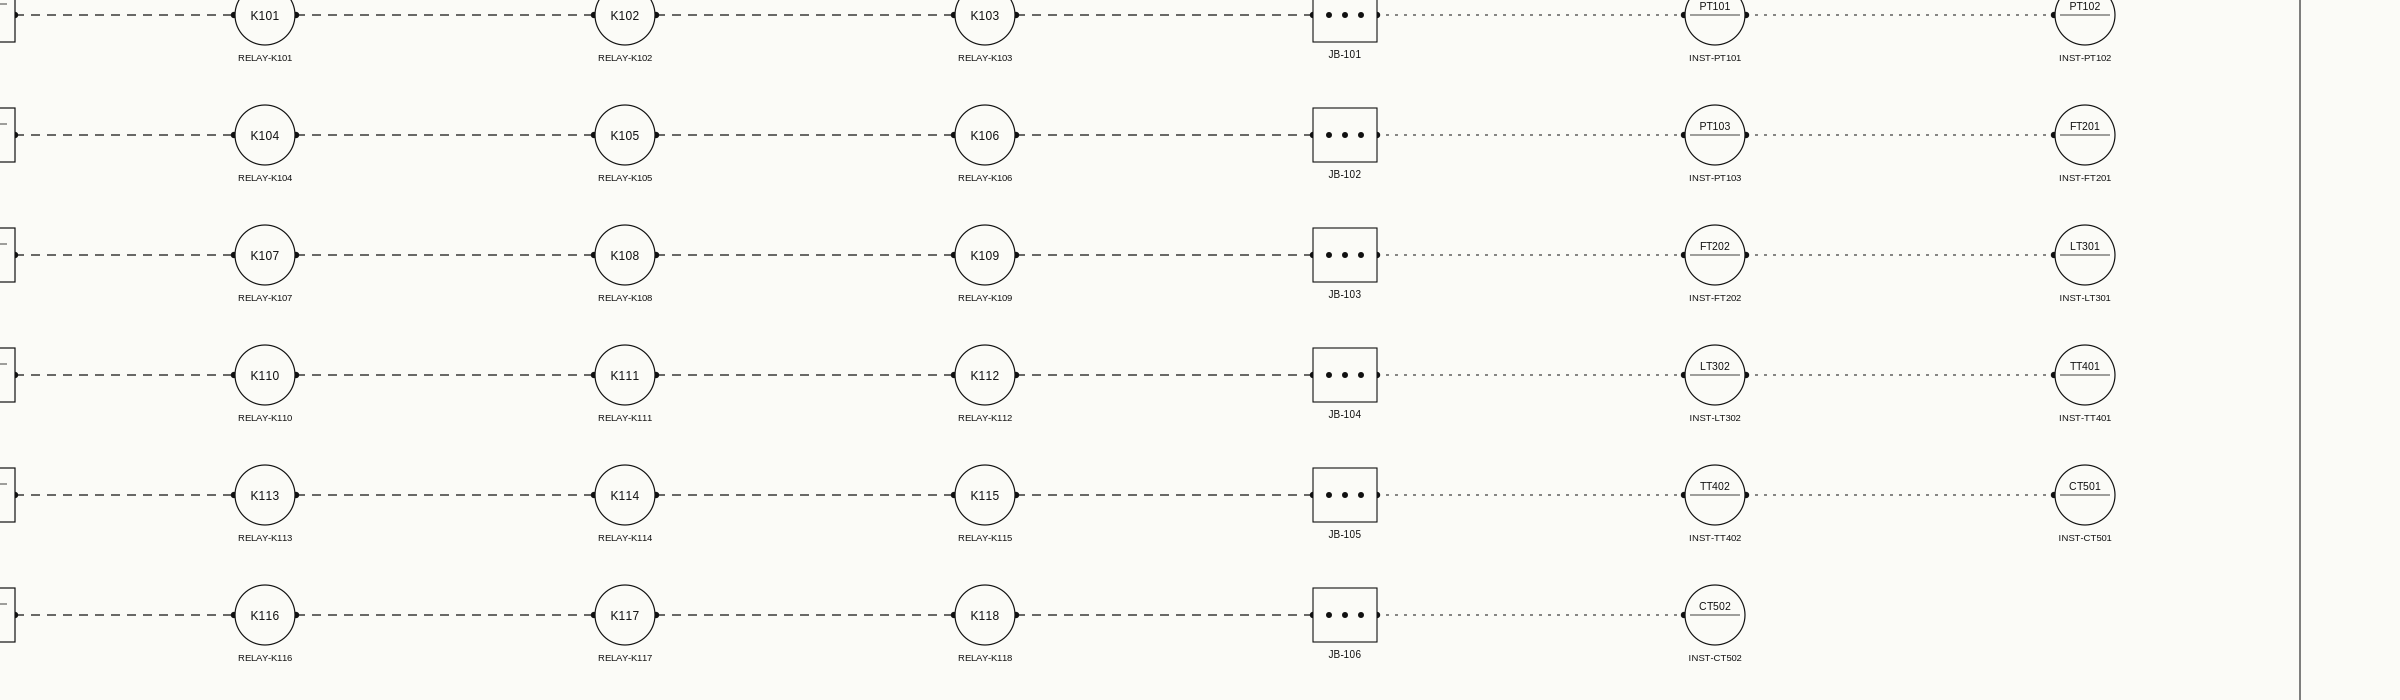 K101 K102 K103 PT101 PT102
RELAY-K101 RELAY-K102 RELAY-K103 JB-101 INST-PT101 INST-PT102
K104 K105 K106 PT103 FT201
RELAY-K104 RELAY-K105 RELAY-K106 JB-102 INST-PT103 INST-FT201
K107 K108 K109 FT202 LT301
RELAY-K107 RELAY-K108 RELAY-K109 JB-103 INST-FT202 INST-LT301
K110 K111 K112 LT302 TT401
RELAY-K110 RELAY-K111 RELAY-K112 JB-104 INST-LT302 INST-TT401
K113 K114 K115 TT402 CT501
RELAY-K113 RELAY-K114 RELAY-K115 JB-105 INST-TT402 INST-CT501
K116 K117 K118 CT502
RELAY-K116 RELAY-K117 RELAY-K118 JB-106 INST-CT502